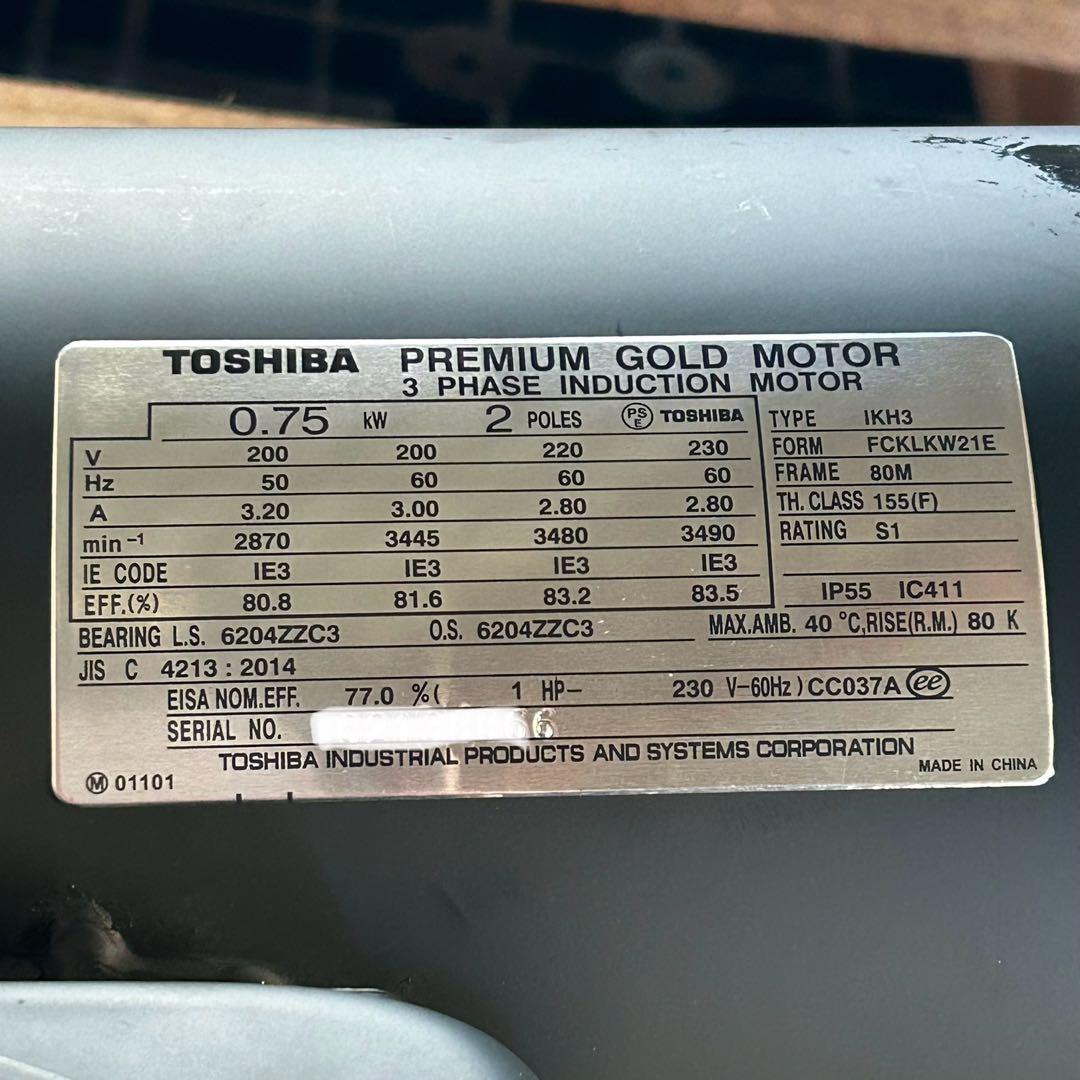 TOSHIBA PREMIUM GOLD MOTOR
3 PHASE INDUCTION MOTOR
0.75 kW 2 POLES PSE TOSHIBA TYPE IKH3
V 200 200 220 230 FORM FCKLKW21E
Hz 50 60 60 60 FRAME 80M
A 3.20 3.00 2.80 2.80 TH. CLASS 155(F)
min⁻¹ 2870 3445 3480 3490 RATING S1
IE CODE IE3 IE3 IE3 IE3
EFF.(%) 80.8 81.6 83.2 83.5 IP55 IC411
BEARING L.S. 6204ZZC3 O.S. 6204ZZC3 MAX.AMB. 40 °C,RISE(R.M.) 80 K
JIS C 4213 : 2014
EISA NOM.EFF. 77.0 %( 1 HP- 230 V-60Hz ) CC037A ee
SERIAL NO. 6
TOSHIBA INDUSTRIAL PRODUCTS AND SYSTEMS CORPORATION
Ⓜ 01101 MADE IN CHINA